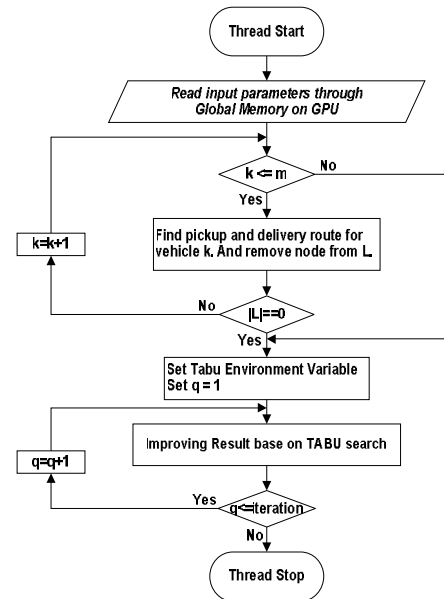 Thread Start
Read input parameters through
Global Memory on GPU
k <= m
No
Yes
Find pickup and delivery route for
vehicle k. And remove node from L.
k=k+1
No
|L|==0
Yes
Set Tabu Environment Variable
Set q = 1
Improving Result base on TABU search
q=q+1
Yes
q<=iteration
No
Thread Stop